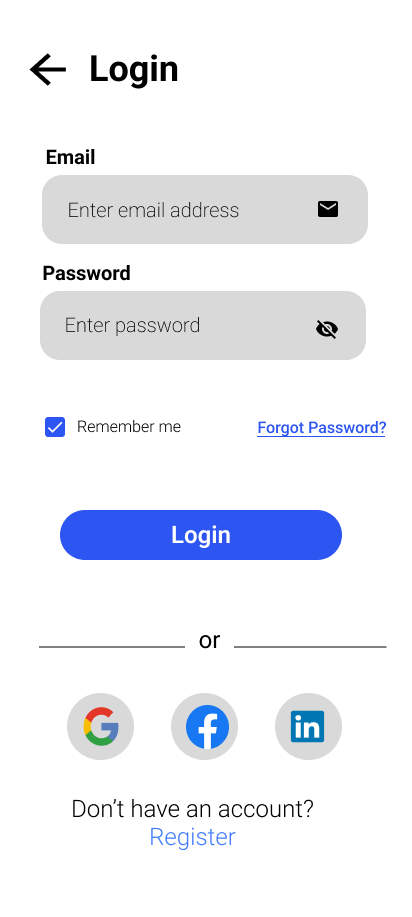 Login
Email
Enter email address
Password
Enter password
Remember me Forgot Password?
Login
or
G f in
Don’t have an account?
Register